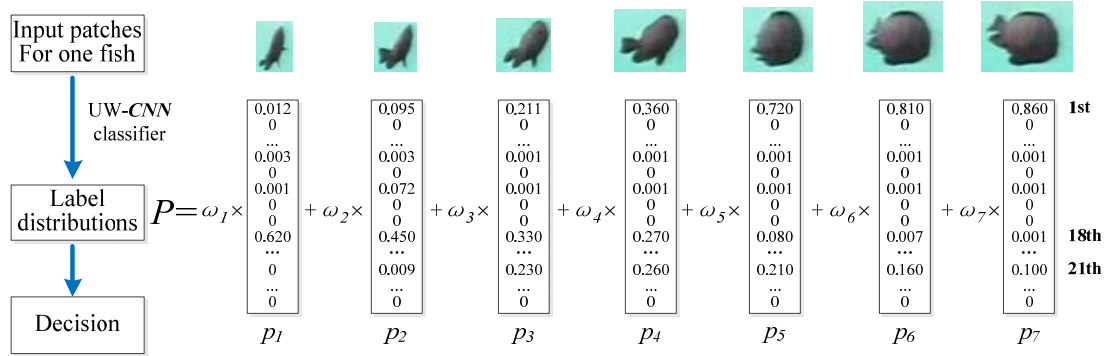 Input patches
For one fish
UW-CNN
classifier
Label
distributions
Decision
P=ω1× + ω2× + ω3× + ω4× + ω5× + ω6× + ω7×
0.012 0.095 0.211 0.360 0.720 0.810 0.860 1st
0 0 0 0 0 0 0
... ... ... ... ... ... ...
0.003 0.003 0.001 0.001 0.001 0.001 0.001
0 0 0 0 0 0 0
0.001 0.072 0.001 0.001 0.001 0.001 0.001
0 0 0 0 0 0 0
0 0 0 0 0 0 0
0.620 0.450 0.330 0.270 0.080 0.007 0.001 18th
... ... ... ... ... ... ...
0 0.009 0.230 0.260 0.210 0.160 0.100 21th
... ... ... ... ... ... ...
0 0 0 0 0 0 0
p1 p2 p3 p4 p5 p6 p7